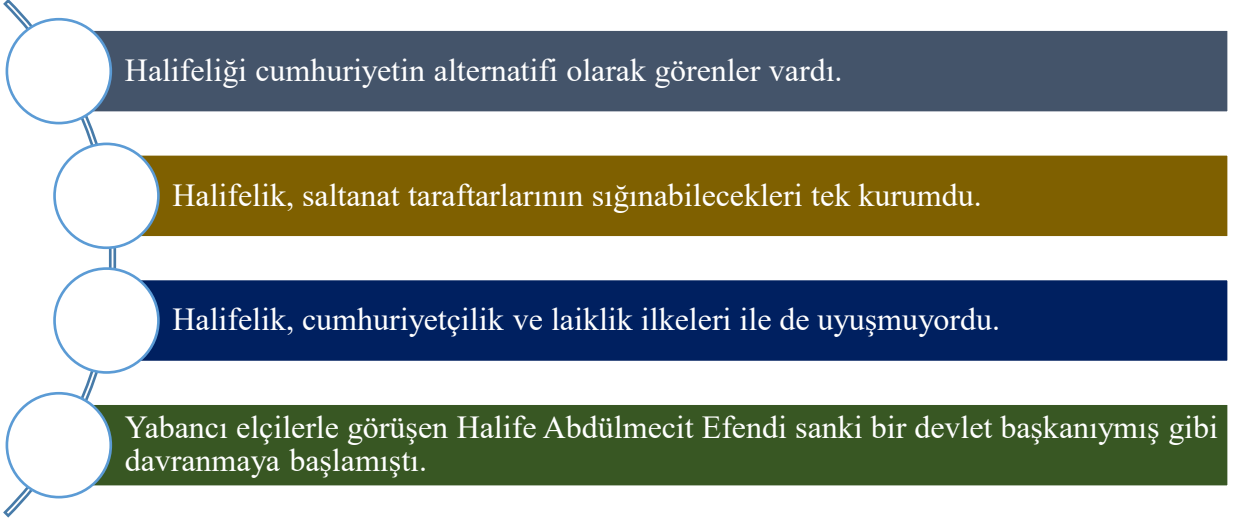 Halifeliği cumhuriyetin alternatifi olarak görenler vardı.
Halifelik, saltanat taraftarlarının sığınabilecekleri tek kurumdu.
Halifelik, cumhuriyetçilik ve laiklik ilkeleri ile de uyuşmuyordu.
Yabancı elçilerle görüşen Halife Abdülmecit Efendi sanki bir devlet başkanıymış gibi
davranmaya başlamıştı.